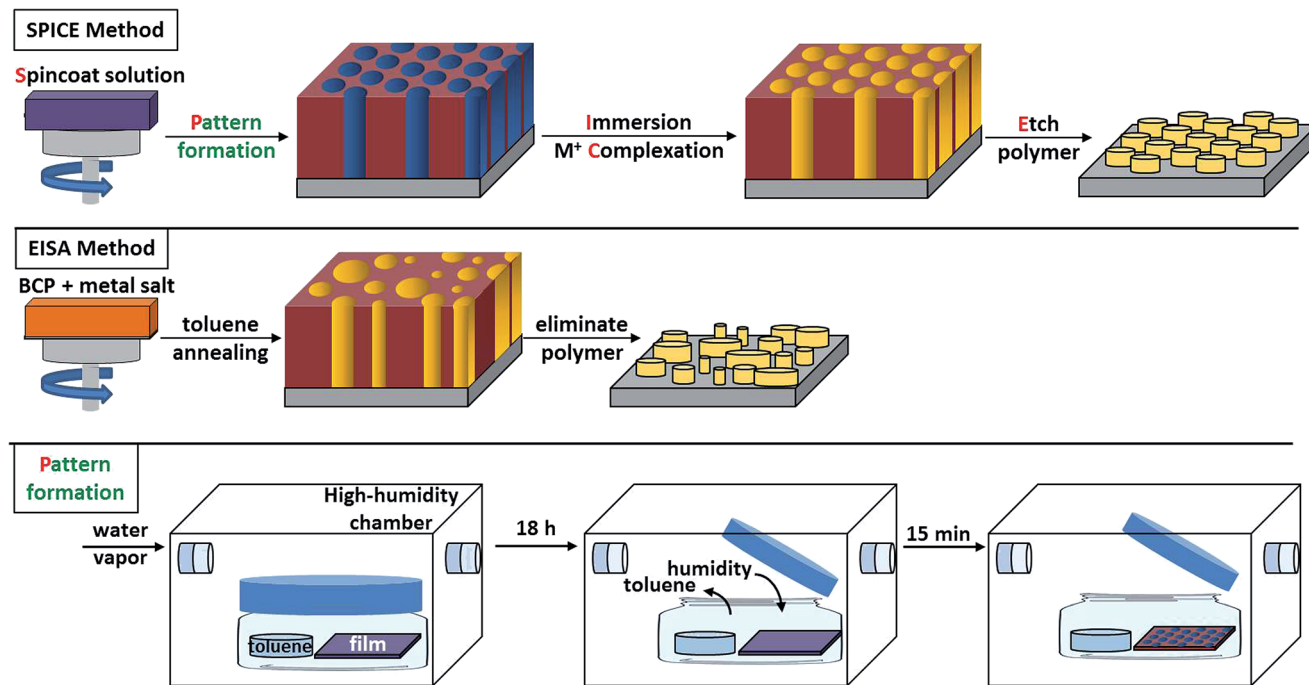 SPICE Method
Spincoat solution
Pattern
formation
Immersion
M⁺ Complexation
Etch
polymer
EISA Method
BCP + metal salt
toluene
annealing
eliminate
polymer
Pattern
formation
water
vapor
High-humidity
chamber
toluene
film
18 h
humidity
toluene
15 min